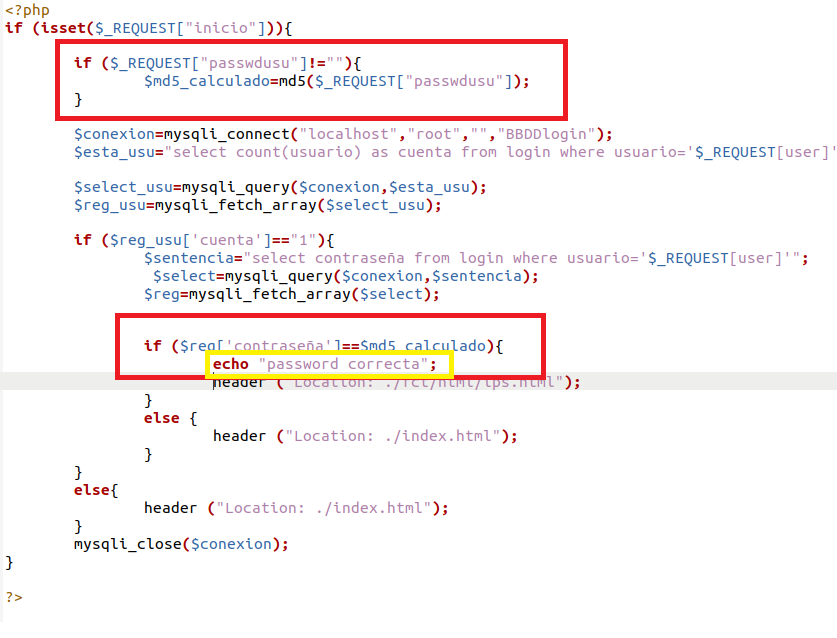 <?php
if (isset($_REQUEST["inicio"])){
if ($_REQUEST["passwdusu"]!=""){
$md5_calculado=md5($_REQUEST["passwdusu"]);
}
$conexion=mysqli_connect("localhost","root","","BBDDlogin");
$esta_usu="select count(usuario) as cuenta from login where usuario='$_REQUEST[user]'
$select_usu=mysqli_query($conexion,$esta_usu);
$reg_usu=mysqli_fetch_array($select_usu);
if ($reg_usu['cuenta']=="1"){
$sentencia="select contraseña from login where usuario='$_REQUEST[user]'";
$select=mysqli_query($conexion,$sentencia);
$reg=mysqli_fetch_array($select);
if ($reg['contraseña']==$md5_calculado){
echo "password correcta";
header ("Location: ./fct/html/fps.html");
}
else {
header ("Location: ./index.html");
}
}
else{
header ("Location: ./index.html");
}
mysqli_close($conexion);
}
?>